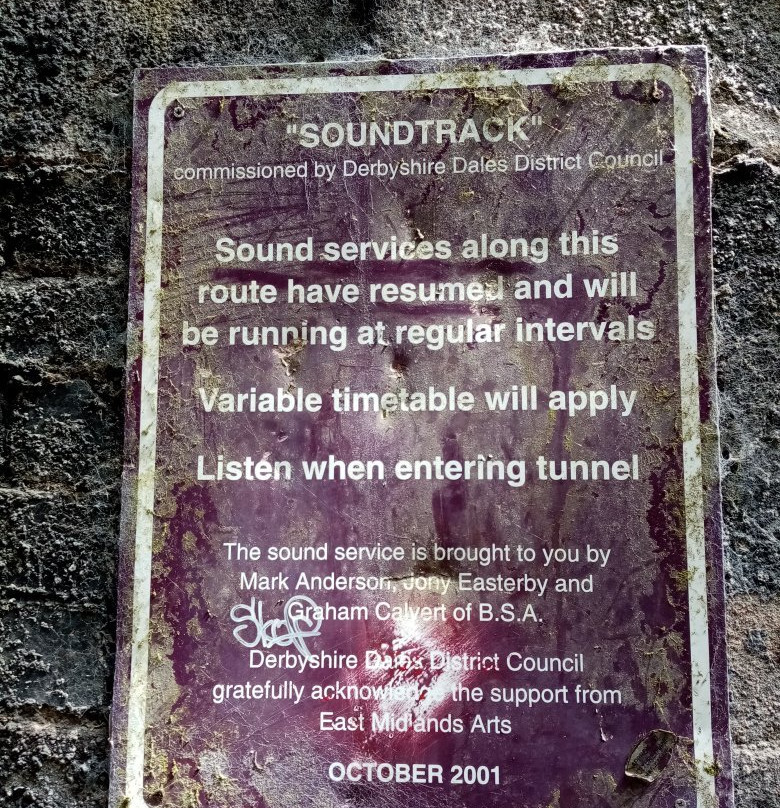 "SOUNDTRACK"
commissioned by Derbyshire Dales District Council
Sound services along this
route have resumed and will
be running at regular intervals
Variable timetable will apply
Listen when entering tunnel
The sound service is brought to you by
Mark Anderson, Jony Easterby and
Graham Calvert of B.S.A.
Derbyshire Dales District Council
gratefully acknowledges the support from
East Midlands Arts
OCTOBER 2001